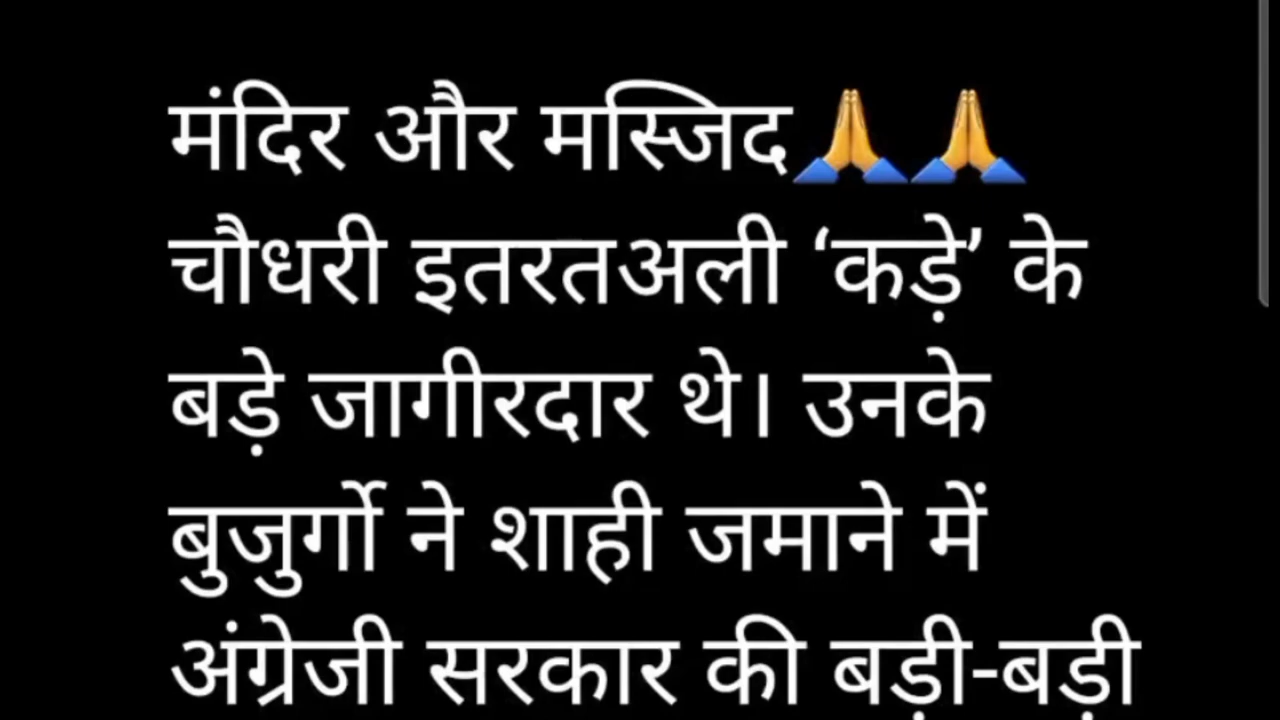 मंदिर और मस्जिद🙏🙏
चौधरी इतरतअली ‘कड़े’ के
बड़े जागीरदार थे। उनके
बुजुर्गो ने शाही जमाने में
अंग्रेजी सरकार की बड़ी-बड़ी